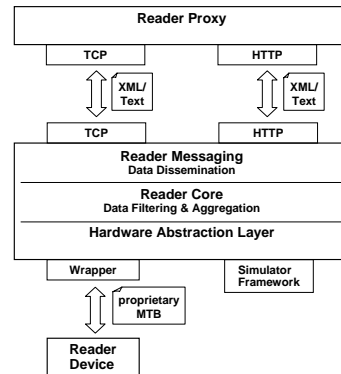 Reader Proxy
TCP
HTTP
XML/
Text
XML/
Text
TCP
HTTP
Reader Messaging
Data Dissemination
Reader Core
Data Filtering & Aggregation
Hardware Abstraction Layer
Wrapper
Simulator
Framework
proprietary
MTB
Reader
Device